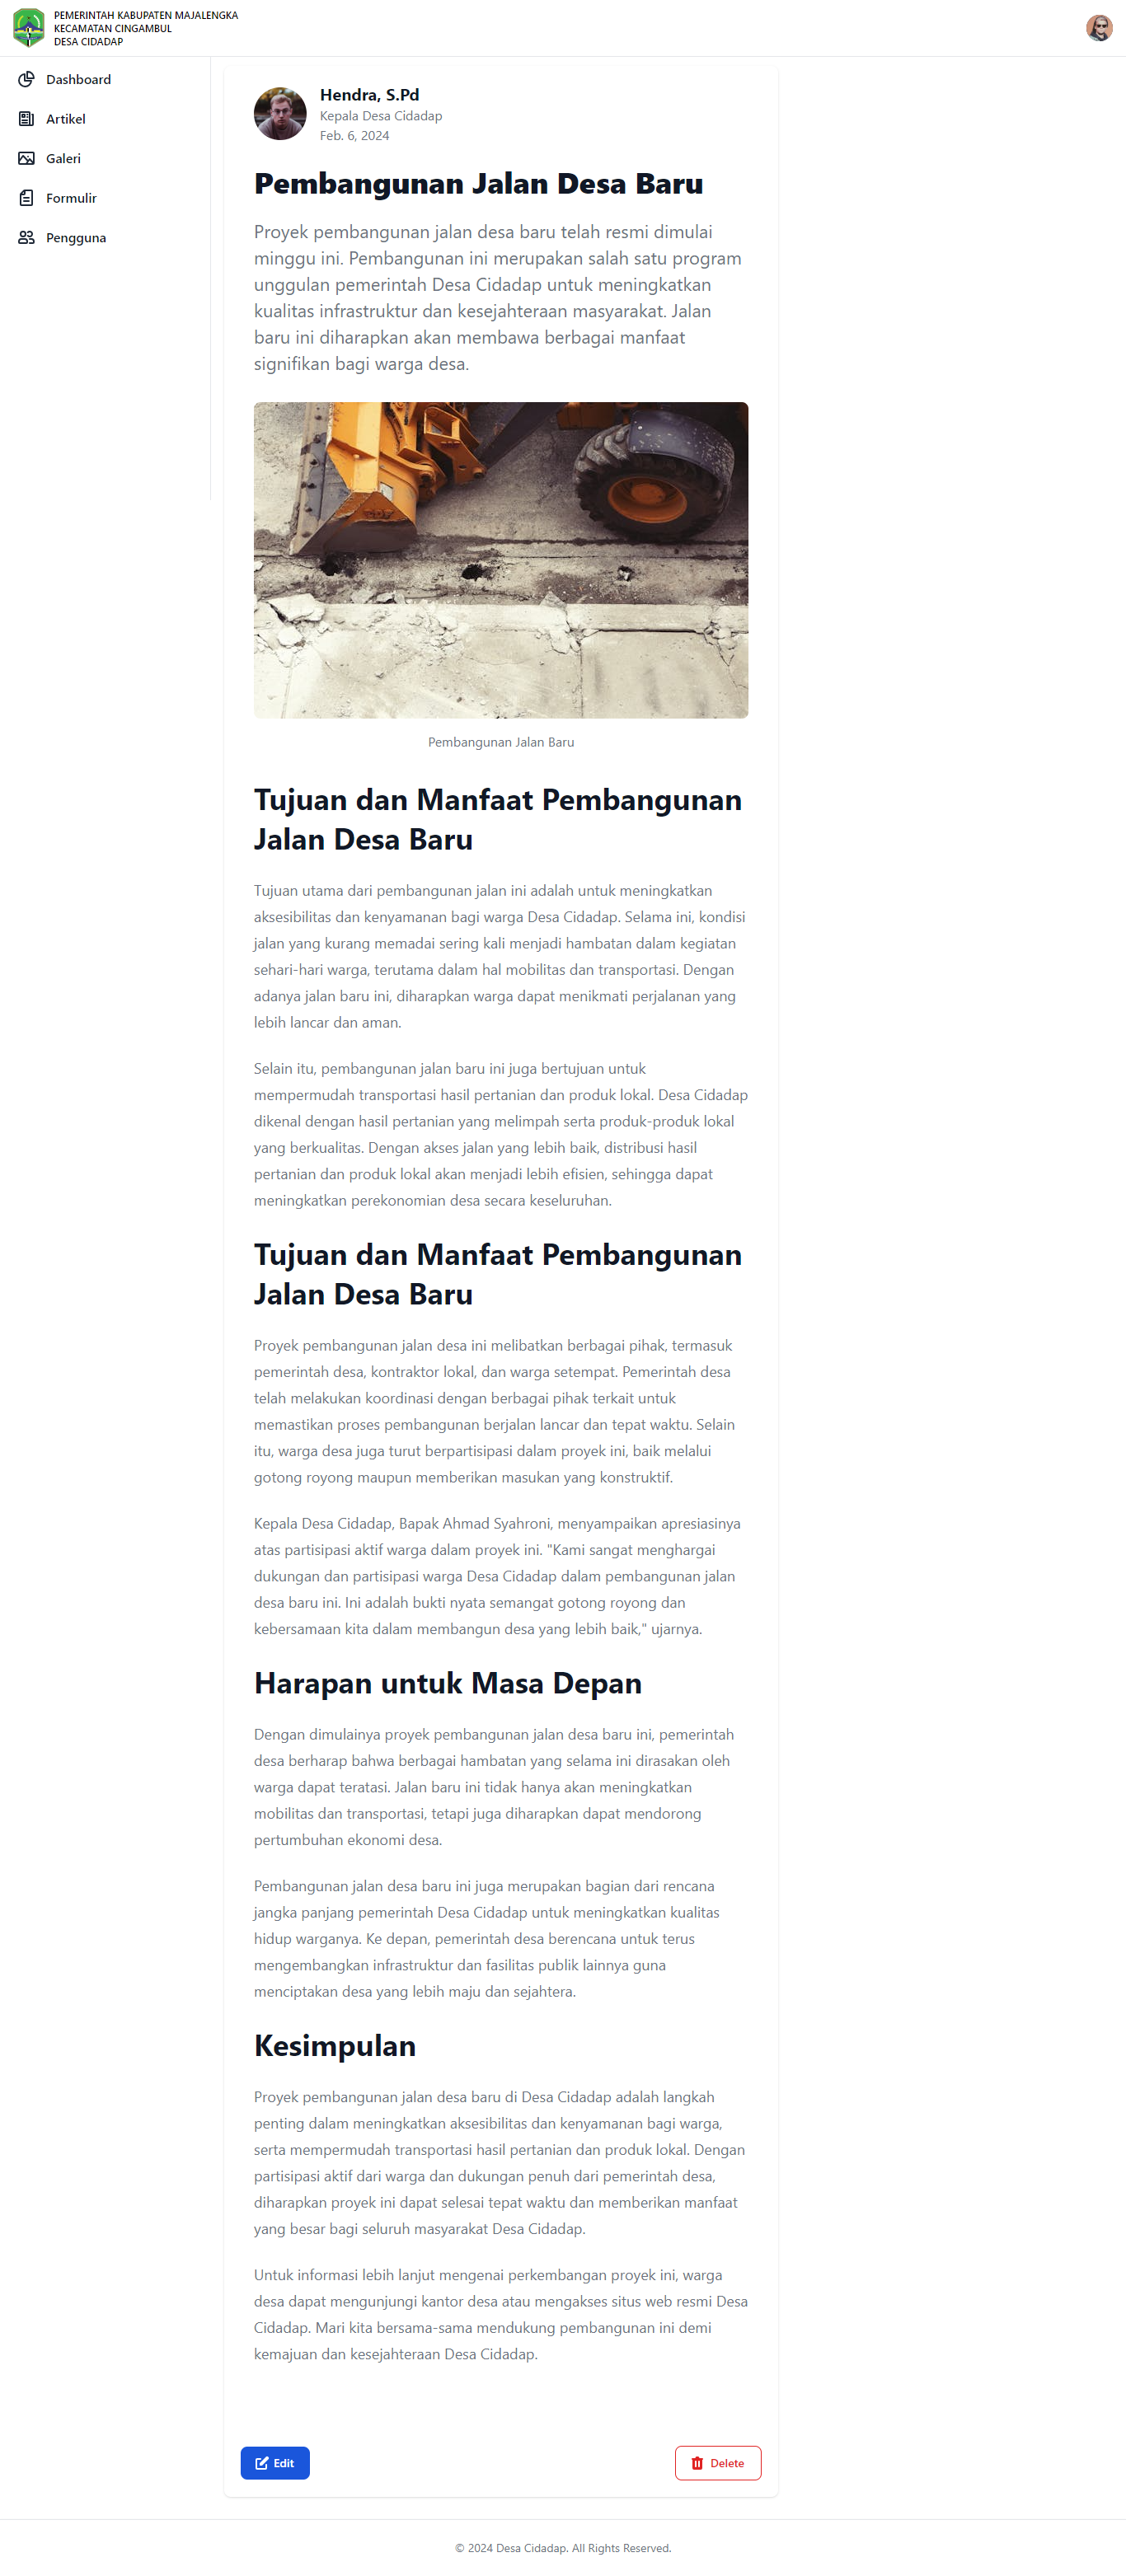 PEMERINTAH KABUPATEN MAJALENGKA
KECAMATAN CINGAMBUL
DESA CIDADAP
Dashboard
Artikel
Galeri
Formulir
Pengguna
Hendra, S.Pd
Kepala Desa Cidadap
Feb. 6, 2024
Pembangunan Jalan Desa Baru
Proyek pembangunan jalan desa baru telah resmi dimulai
minggu ini. Pembangunan ini merupakan salah satu program
unggulan pemerintah Desa Cidadap untuk meningkatkan
kualitas infrastruktur dan kesejahteraan masyarakat. Jalan
baru ini diharapkan akan membawa berbagai manfaat
signifikan bagi warga desa.
Pembangunan Jalan Baru
Tujuan dan Manfaat Pembangunan
Jalan Desa Baru
Tujuan utama dari pembangunan jalan ini adalah untuk meningkatkan
aksesibilitas dan kenyamanan bagi warga Desa Cidadap. Selama ini, kondisi
jalan yang kurang memadai sering kali menjadi hambatan dalam kegiatan
sehari-hari warga, terutama dalam hal mobilitas dan transportasi. Dengan
adanya jalan baru ini, diharapkan warga dapat menikmati perjalanan yang
lebih lancar dan aman.
Selain itu, pembangunan jalan baru ini juga bertujuan untuk
mempermudah transportasi hasil pertanian dan produk lokal. Desa Cidadap
dikenal dengan hasil pertanian yang melimpah serta produk-produk lokal
yang berkualitas. Dengan akses jalan yang lebih baik, distribusi hasil
pertanian dan produk lokal akan menjadi lebih efisien, sehingga dapat
meningkatkan perekonomian desa secara keseluruhan.
Tujuan dan Manfaat Pembangunan
Jalan Desa Baru
Proyek pembangunan jalan desa ini melibatkan berbagai pihak, termasuk
pemerintah desa, kontraktor lokal, dan warga setempat. Pemerintah desa
telah melakukan koordinasi dengan berbagai pihak terkait untuk
memastikan proses pembangunan berjalan lancar dan tepat waktu. Selain
itu, warga desa juga turut berpartisipasi dalam proyek ini, baik melalui
gotong royong maupun memberikan masukan yang konstruktif.
Kepala Desa Cidadap, Bapak Ahmad Syahroni, menyampaikan apresiasinya
atas partisipasi aktif warga dalam proyek ini. "Kami sangat menghargai
dukungan dan partisipasi warga Desa Cidadap dalam pembangunan jalan
desa baru ini. Ini adalah bukti nyata semangat gotong royong dan
kebersamaan kita dalam membangun desa yang lebih baik," ujarnya.
Harapan untuk Masa Depan
Dengan dimulainya proyek pembangunan jalan desa baru ini, pemerintah
desa berharap bahwa berbagai hambatan yang selama ini dirasakan oleh
warga dapat teratasi. Jalan baru ini tidak hanya akan meningkatkan
mobilitas dan transportasi, tetapi juga diharapkan dapat mendorong
pertumbuhan ekonomi desa.
Pembangunan jalan desa baru ini juga merupakan bagian dari rencana
jangka panjang pemerintah Desa Cidadap untuk meningkatkan kualitas
hidup warganya. Ke depan, pemerintah desa berencana untuk terus
mengembangkan infrastruktur dan fasilitas publik lainnya guna
menciptakan desa yang lebih maju dan sejahtera.
Kesimpulan
Proyek pembangunan jalan desa baru di Desa Cidadap adalah langkah
penting dalam meningkatkan aksesibilitas dan kenyamanan bagi warga,
serta mempermudah transportasi hasil pertanian dan produk lokal. Dengan
partisipasi aktif dari warga dan dukungan penuh dari pemerintah desa,
diharapkan proyek ini dapat selesai tepat waktu dan memberikan manfaat
yang besar bagi seluruh masyarakat Desa Cidadap.
Untuk informasi lebih lanjut mengenai perkembangan proyek ini, warga
desa dapat mengunjungi kantor desa atau mengakses situs web resmi Desa
Cidadap. Mari kita bersama-sama mendukung pembangunan ini demi
kemajuan dan kesejahteraan Desa Cidadap.
Edit
Delete
© 2024 Desa Cidadap. All Rights Reserved.